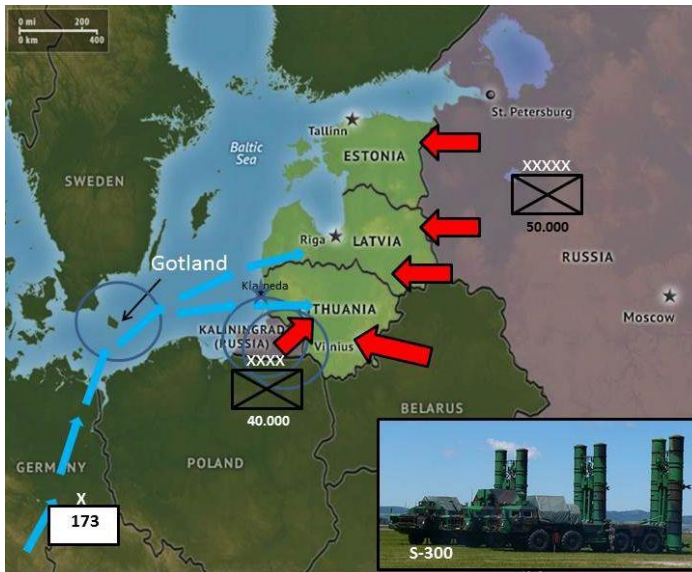 0 mi 200
0 km 400
St. Petersburg
Tallinn
Baltic
Sea
ESTONIA
SWEDEN
XXXXX
50.000
Riga
LATVIA
RUSSIA
Gotland
Klaipeda
THUANIA
Moscow
KALININGRAD
(RUSSIA)
Vilnius
XXXX
40.000
BELARUS
GERMANY
POLAND
X
173
S-300